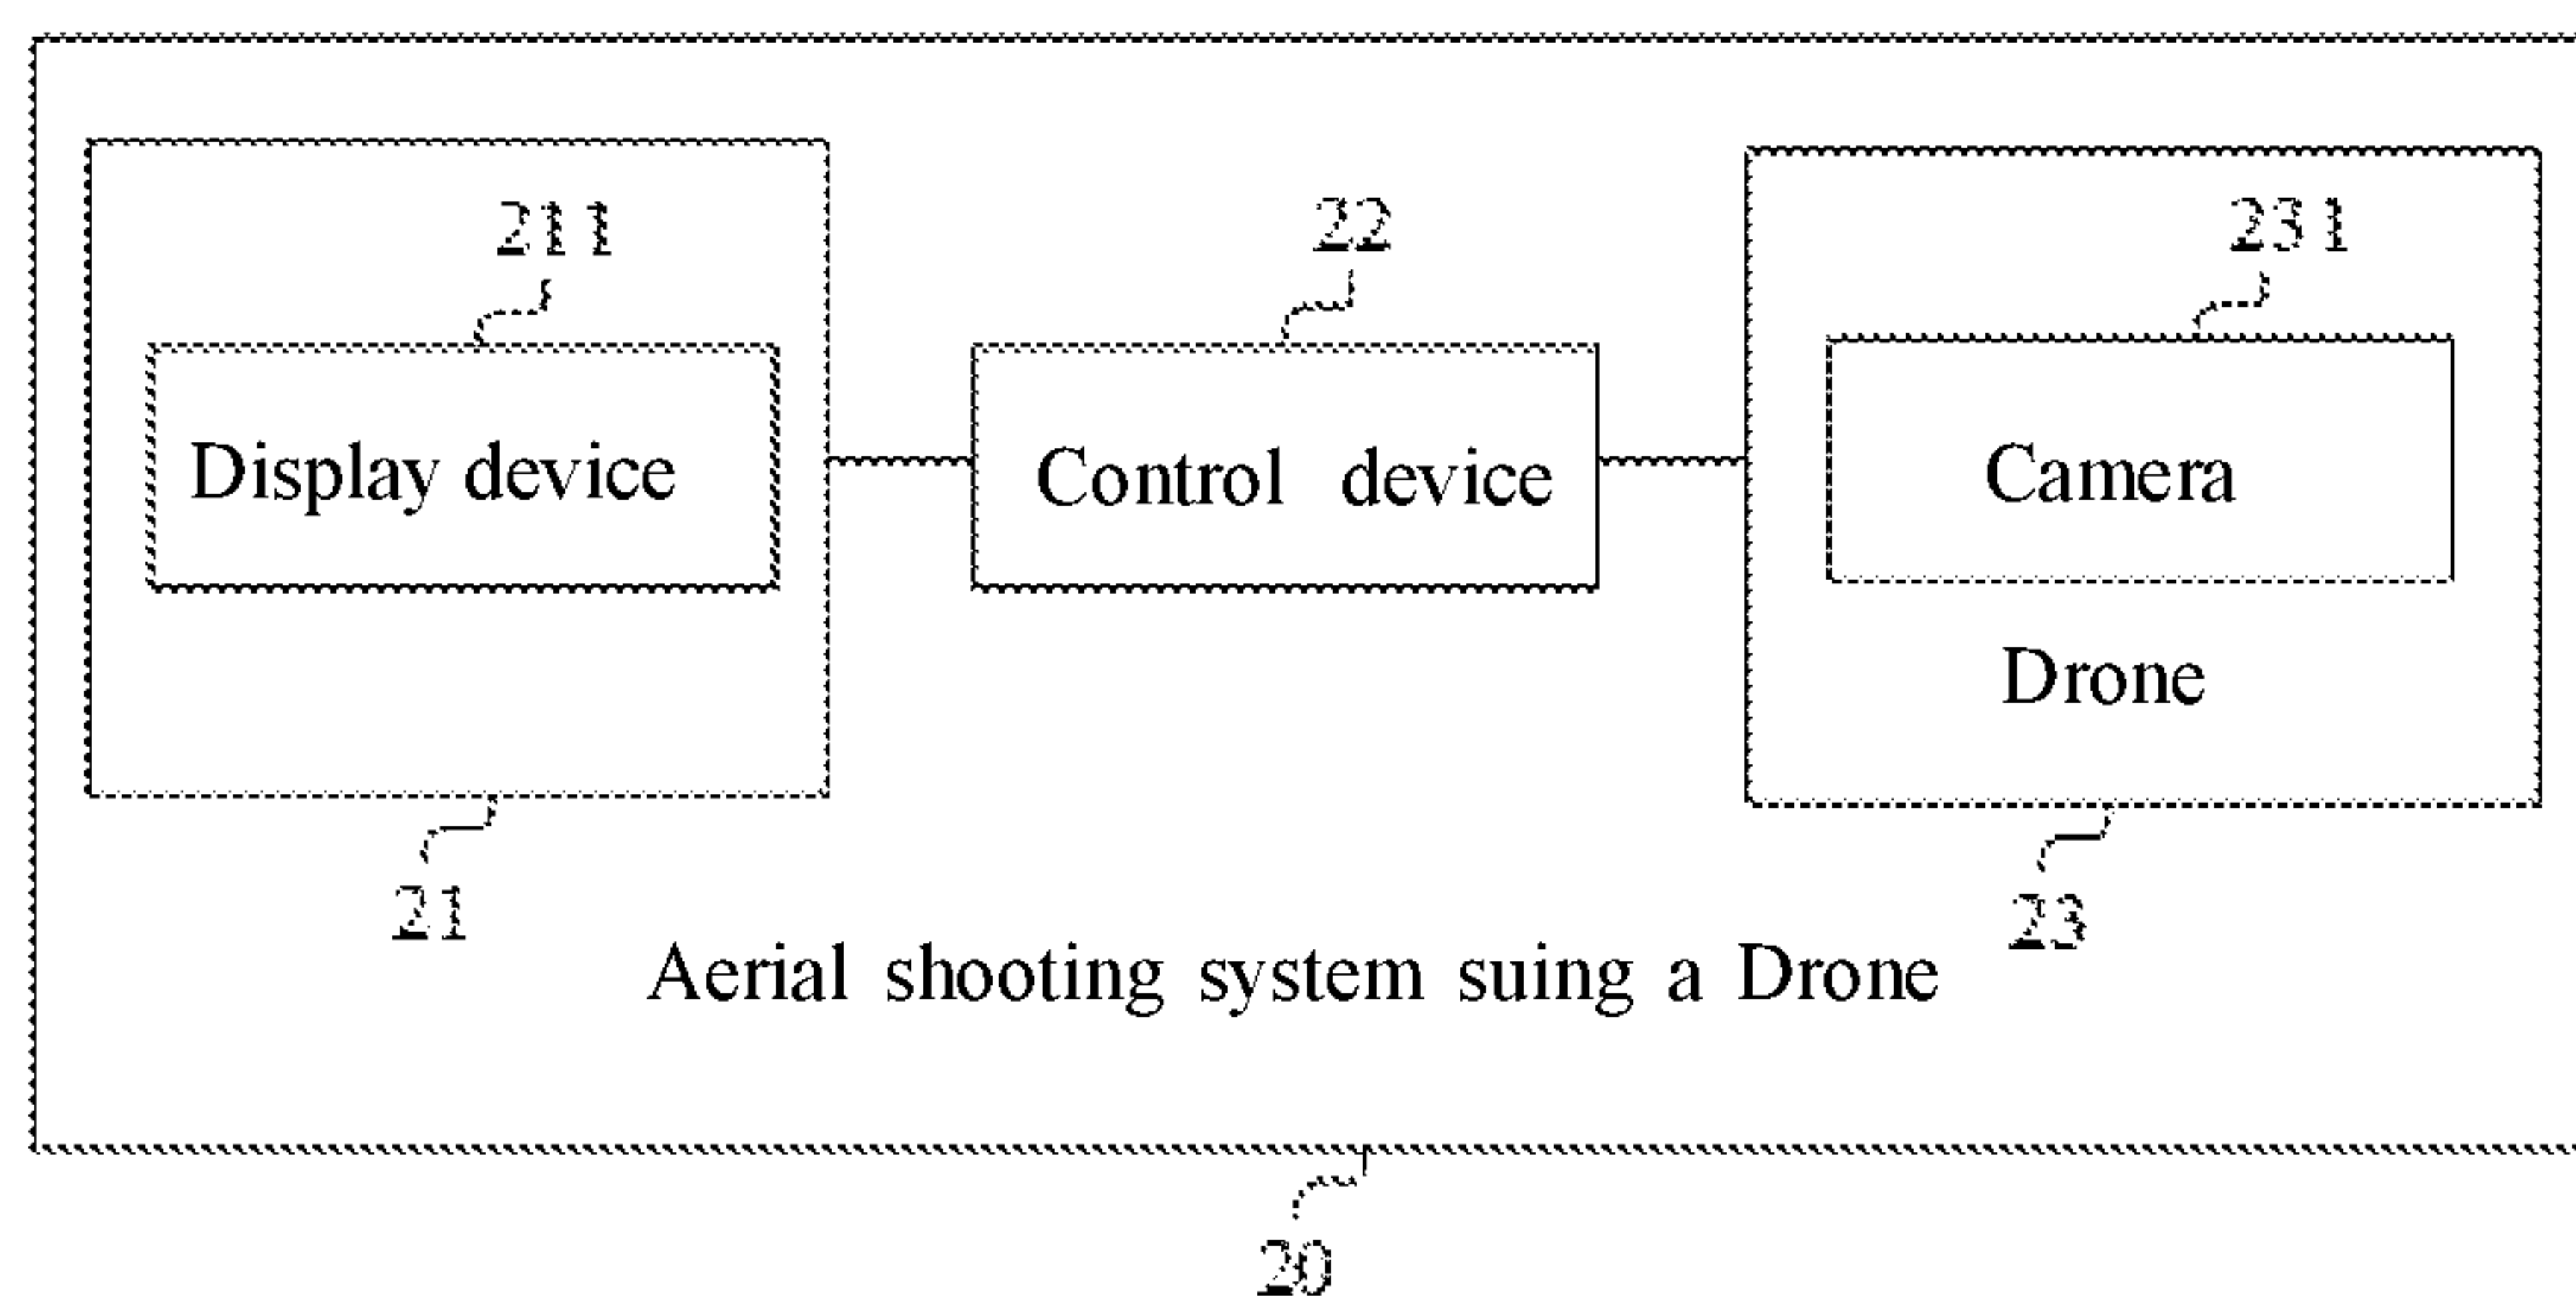 211
22
231
Display device
Control device
Camera
Drone
21
23
Aerial shooting system suing a Drone
20